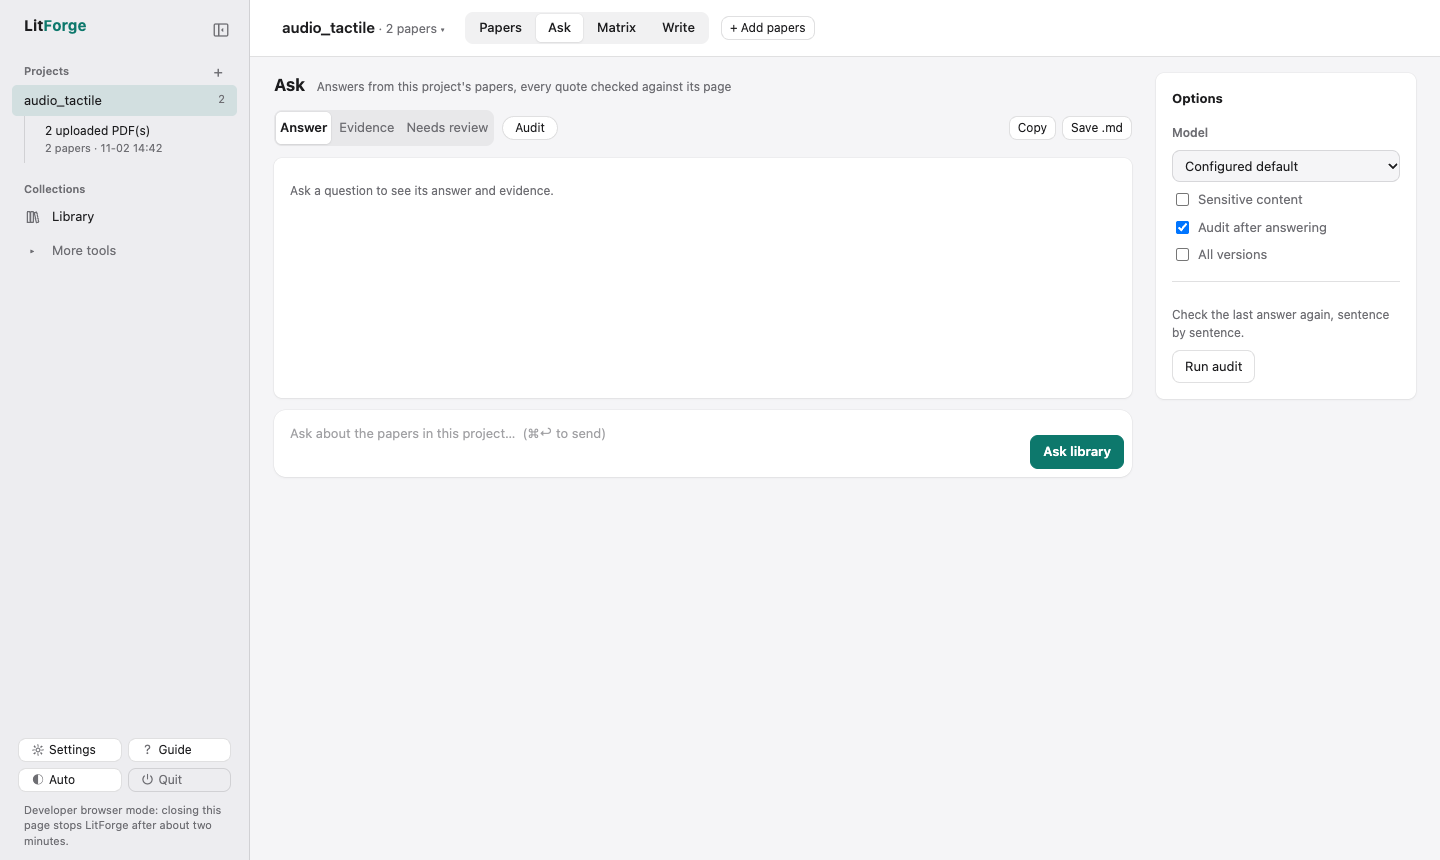 LitForge
Projects
+
audio_tactile 2
2 uploaded PDF(s)
2 papers · 11-02 14:42
Collections
Library
More tools
Settings
? Guide
Auto
Quit
Developer browser mode: closing this
page stops LitForge after about two
minutes.
audio_tactile · 2 papers ▾
Papers Ask Matrix Write + Add papers
Ask Answers from this project's papers, every quote checked against its page
Answer Evidence Needs review Audit Copy Save .md
Ask a question to see its answer and evidence.
Ask about the papers in this project… (⌘↩ to send)
Ask library
Options
Model
Configured default
Sensitive content
Audit after answering
All versions
Check the last answer again, sentence
by sentence.
Run audit